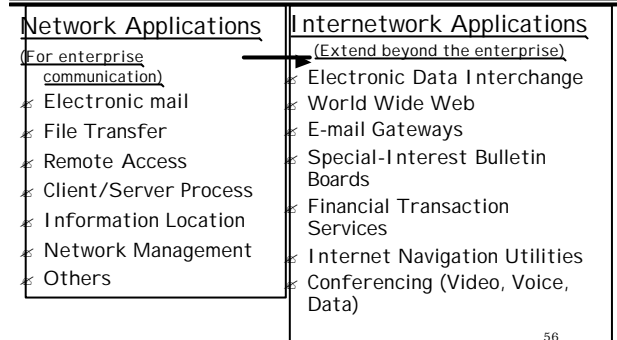 Network Applications
(For enterprise
communication)
Electronic mail
File Transfer
Remote Access
Client/Server Process
Information Location
Network Management
Others
Internetwork Applications
(Extend beyond the enterprise)
Electronic Data Interchange
World Wide Web
E-mail Gateways
Special-Interest Bulletin
Boards
Financial Transaction
Services
Internet Navigation Utilities
Conferencing (Video, Voice,
Data)
56